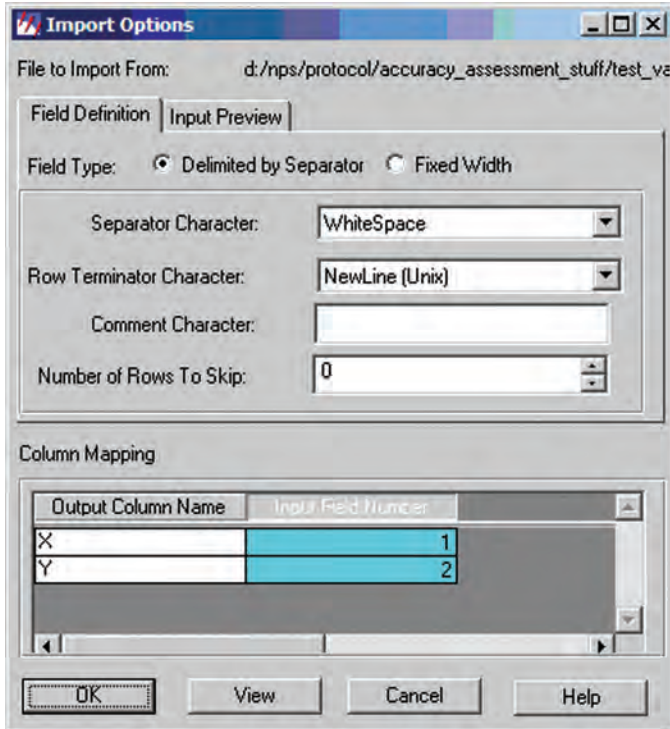 Import Options
File to Import From: d:/nps/protocol/accuracy_assessment_stuff/test_va
Field Definition Input Preview
Field Type: Delimited by Separator Fixed Width
Separator Character: WhiteSpace
Row Terminator Character: NewLine (Unix)
Comment Character:
Number of Rows To Skip: 0
Column Mapping
Output Column Name Input Field Number
X 1
Y 2
OK View Cancel Help